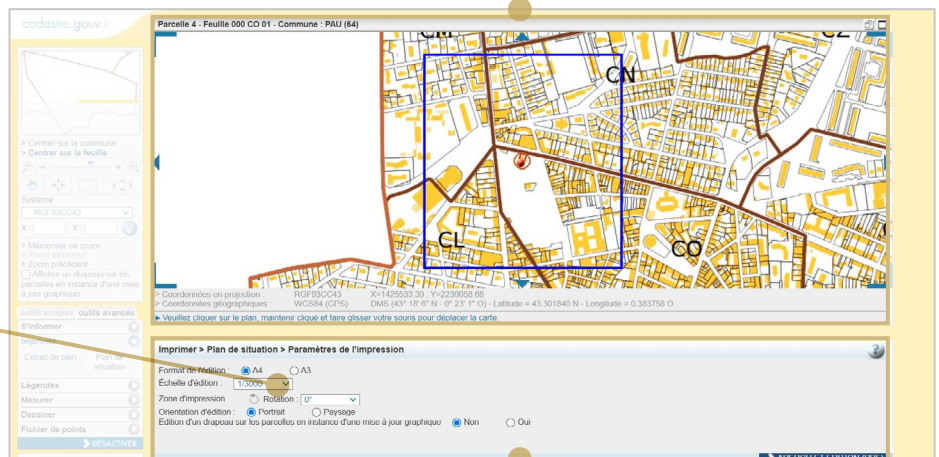 cadastre.gouv.fr
Parcelle 4 - Feuille 000 CO 01 - Commune : PAU (64)
CM
CZ
CN
CL
CO
> Centrer sur la commune
> Centrer sur la feuille
Système
RGF93CC43
X : Y :
> Mémoriser ce zoom
> Zoom mémorisé
> Zoom précédent
Afficher un drapeau sur les
parcelles en instance d'une mise
à jour graphique
> Coordonnées en projection : RGF93CC43 X=1425533.39 , Y=2239058.68
> Coordonnées géographiques : WGS84 (GPS) DMS (43° 18' 6" N - 0° 23' 1" O) - Latitude = 43.301840 N - Longitude = 0.383758 O
► Veuillez cliquer sur le plan, maintenir cliqué et faire glisser votre souris pour déplacer la carte.
outils simples outils avancés
S'informer
Imprimer
Extrait de plan
Plan de
situation
Légendes
Mesurer
Dessiner
Fichier de points
DÉSACTIVER
Imprimer > Plan de situation > Paramètres de l'impression
Format de l'édition : A4 A3
Échelle d'édition : 1/3000
Zone d'impression Rotation : 0°
Orientation d'édition : Portrait Paysage
Edition d'un drapeau sur les parcelles en instance d'une mise à jour graphique Non Oui